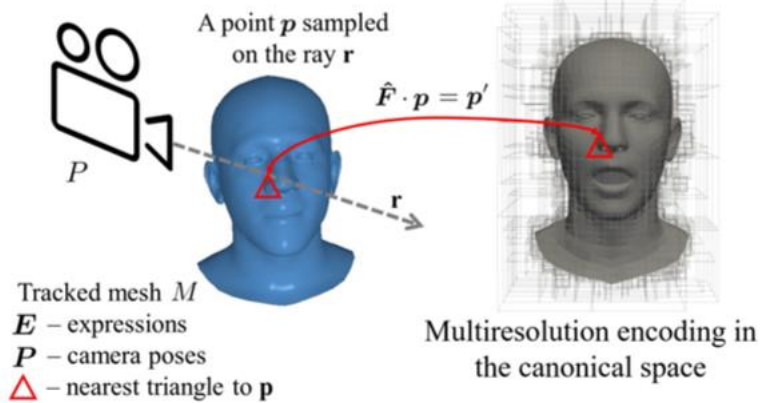 A point p sampled
on the ray r
F̂ · p = p′
P
r
Tracked mesh M
E – expressions
P – camera poses
– nearest triangle to p
Multiresolution encoding in
the canonical space